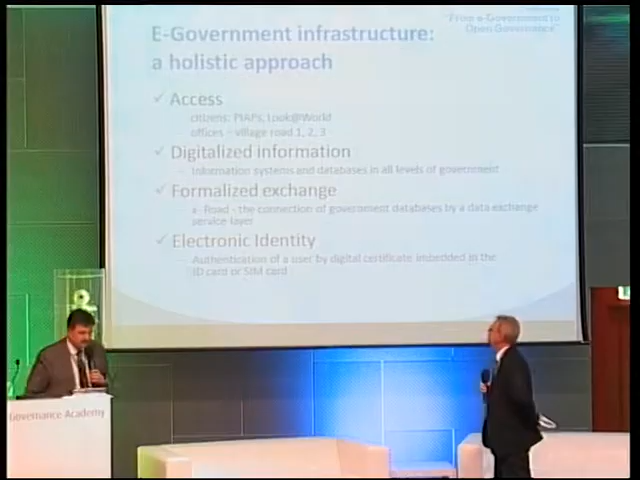 "From e-Government to
Open Governance"
E-Government infrastructure:
a holistic approach
✓ Access
citizens: PIAPs, Look@World
offices – village road 1, 2, 3
✓ Digitalized information
– Information systems and databases in all levels of government
✓ Formalized exchange
– x- Road - the connection of government databases by a data exchange
service layer
✓ Electronic Identity
– Authentication of a user by digital certificate imbedded in the
ID card or SIM card
Governance Academy